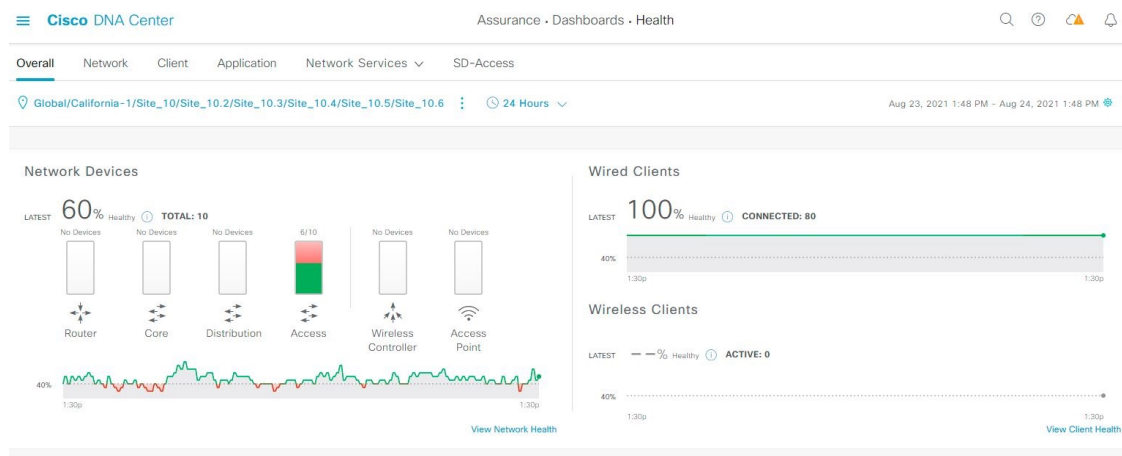 Cisco DNA Center
Assurance · Dashboards · Health
Overall Network Client Application Network Services SD-Access
Global/California-1/Site_10/Site_10.2/Site_10.3/Site_10.4/Site_10.5/Site_10.6
24 Hours
Aug 23, 2021 1:48 PM - Aug 24, 2021 1:48 PM
Network Devices
LATEST 60% Healthy TOTAL: 10
No Devices No Devices No Devices 6/10 No Devices No Devices
Router Core Distribution Access Wireless Controller Access Point
40%
1:30p 1:30p
View Network Health
Wired Clients
LATEST 100% Healthy CONNECTED: 80
40%
1:30p 1:30p
Wireless Clients
LATEST --% Healthy ACTIVE: 0
40%
1:30p 1:30p
View Client Health